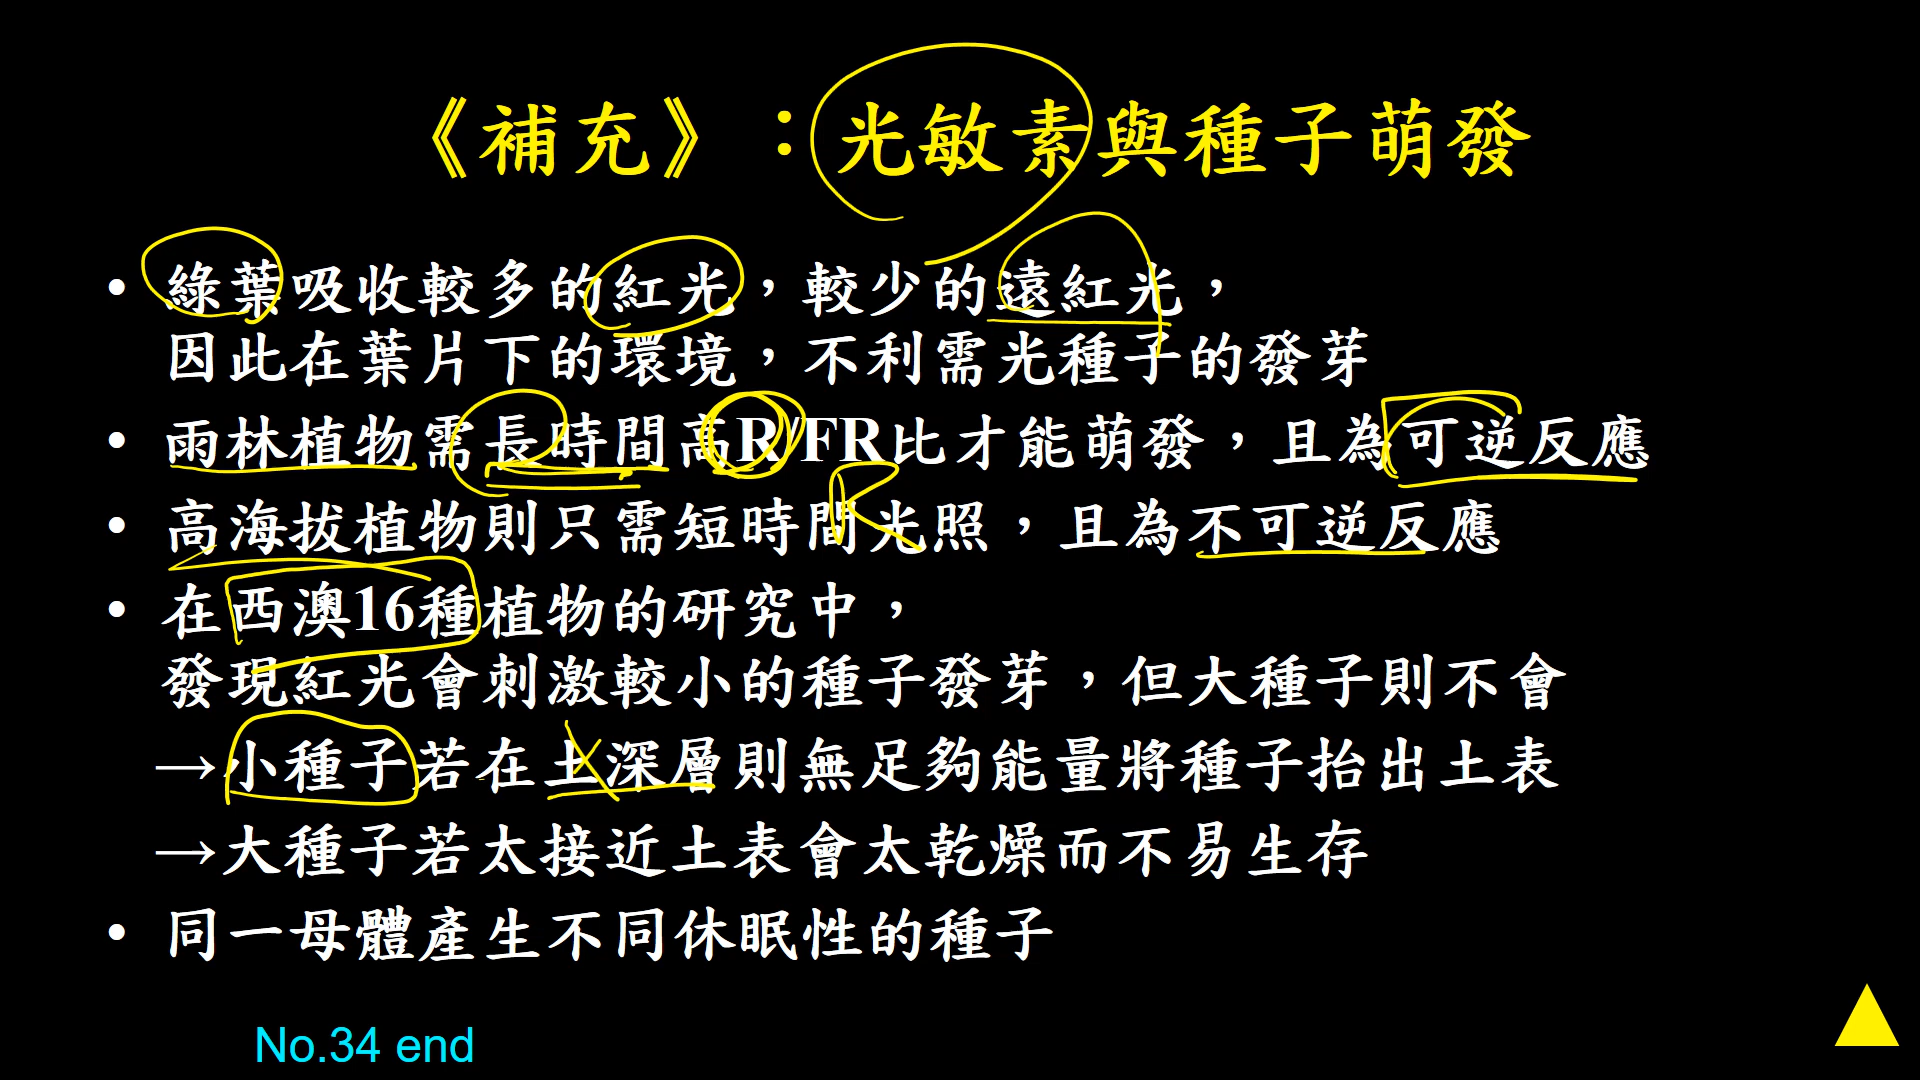 《補充》：光敏素與種子萌發
• 綠葉吸收較多的紅光，較少的遠紅光，
因此在葉片下的環境，不利需光種子的發芽
• 雨林植物需長時間高R/FR比才能萌發，且為可逆反應
• 高海拔植物則只需短時間光照，且為不可逆反應
• 在西澳16種植物的研究中，
發現紅光會刺激較小的種子發芽，但大種子則不會
→小種子若在土深層則無足夠能量將種子抬出土表
→大種子若太接近土表會太乾燥而不易生存
• 同一母體產生不同休眠性的種子
No.34 end